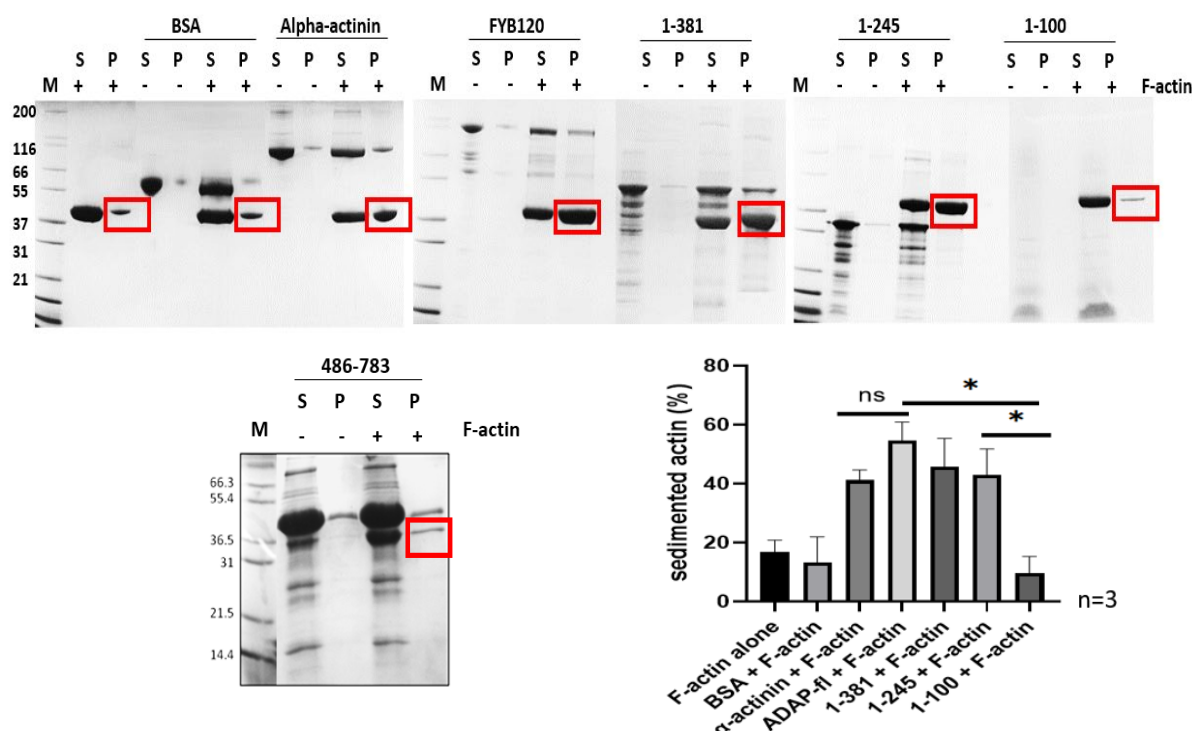 BSA Alpha-actinin FYB120 1-381 1-245 1-100
S P S P S P S P S P S P S P S P S P S P S P S P S P
M + + - - + + - - + + M - - + + - - + + M - - + + - - + + F-actin
200
116
66
55
37
31
21
486-783
S P S P
M - - + + F-actin
66.3
55.4
36.5
31
21.5
14.4
80
60
40
20
0
sedimented actin (%)
ns
*
*
n=3
F-actin alone
BSA + F-actin
α-actinin + F-actin
ADAP-fl + F-actin
1-381 + F-actin
1-245 + F-actin
1-100 + F-actin